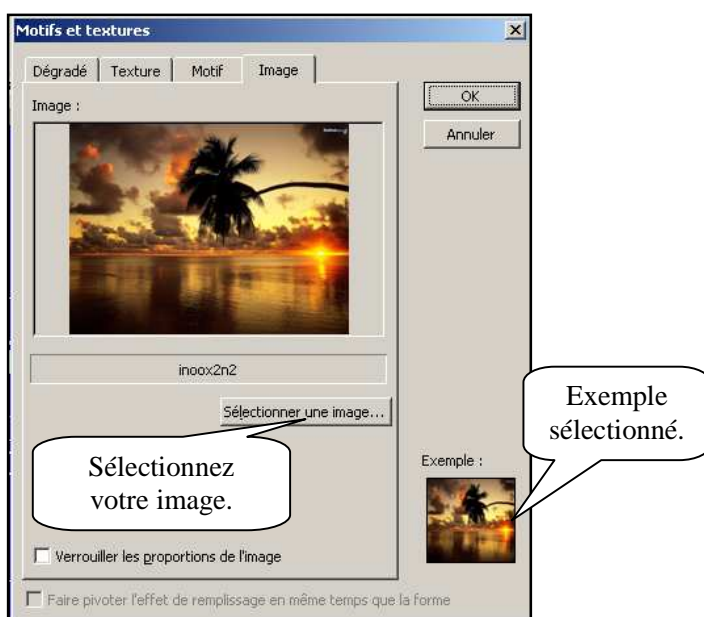 Motifs et textures
Dégradé Texture Motif Image
Image :
OK
Annuler
inoox2n2
Sélectionner une image...
Exemple
sélectionné.
Sélectionnez
votre image.
Exemple :
Verrouiller les proportions de l'image
Faire pivoter l'effet de remplissage en même temps que la forme